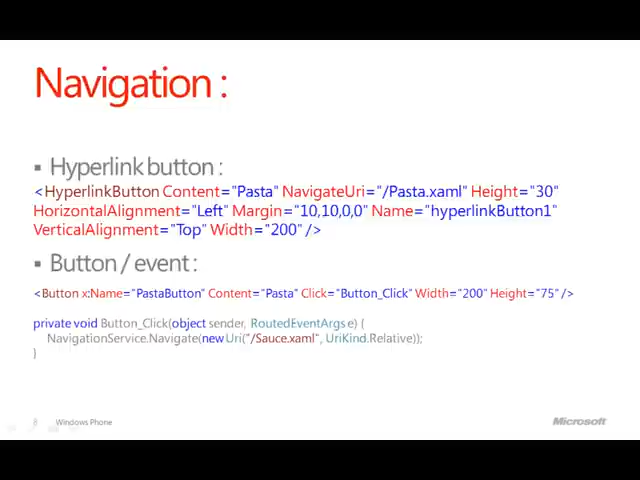 Navigation :
▪ Hyperlink button :
<HyperlinkButton Content="Pasta" NavigateUri="/Pasta.xaml" Height="30"
HorizontalAlignment="Left" Margin="10,10,0,0" Name="hyperlinkButton1"
VerticalAlignment="Top" Width="200" />
▪ Button / event :
<Button x:Name="PastaButton" Content="Pasta" Click="Button_Click" Width="200" Height="75" />
private void Button_Click(object sender, RoutedEventArgs e) {
NavigationService.Navigate(new Uri("/Sauce.xaml", UriKind.Relative));
}
8 Windows Phone
Microsoft